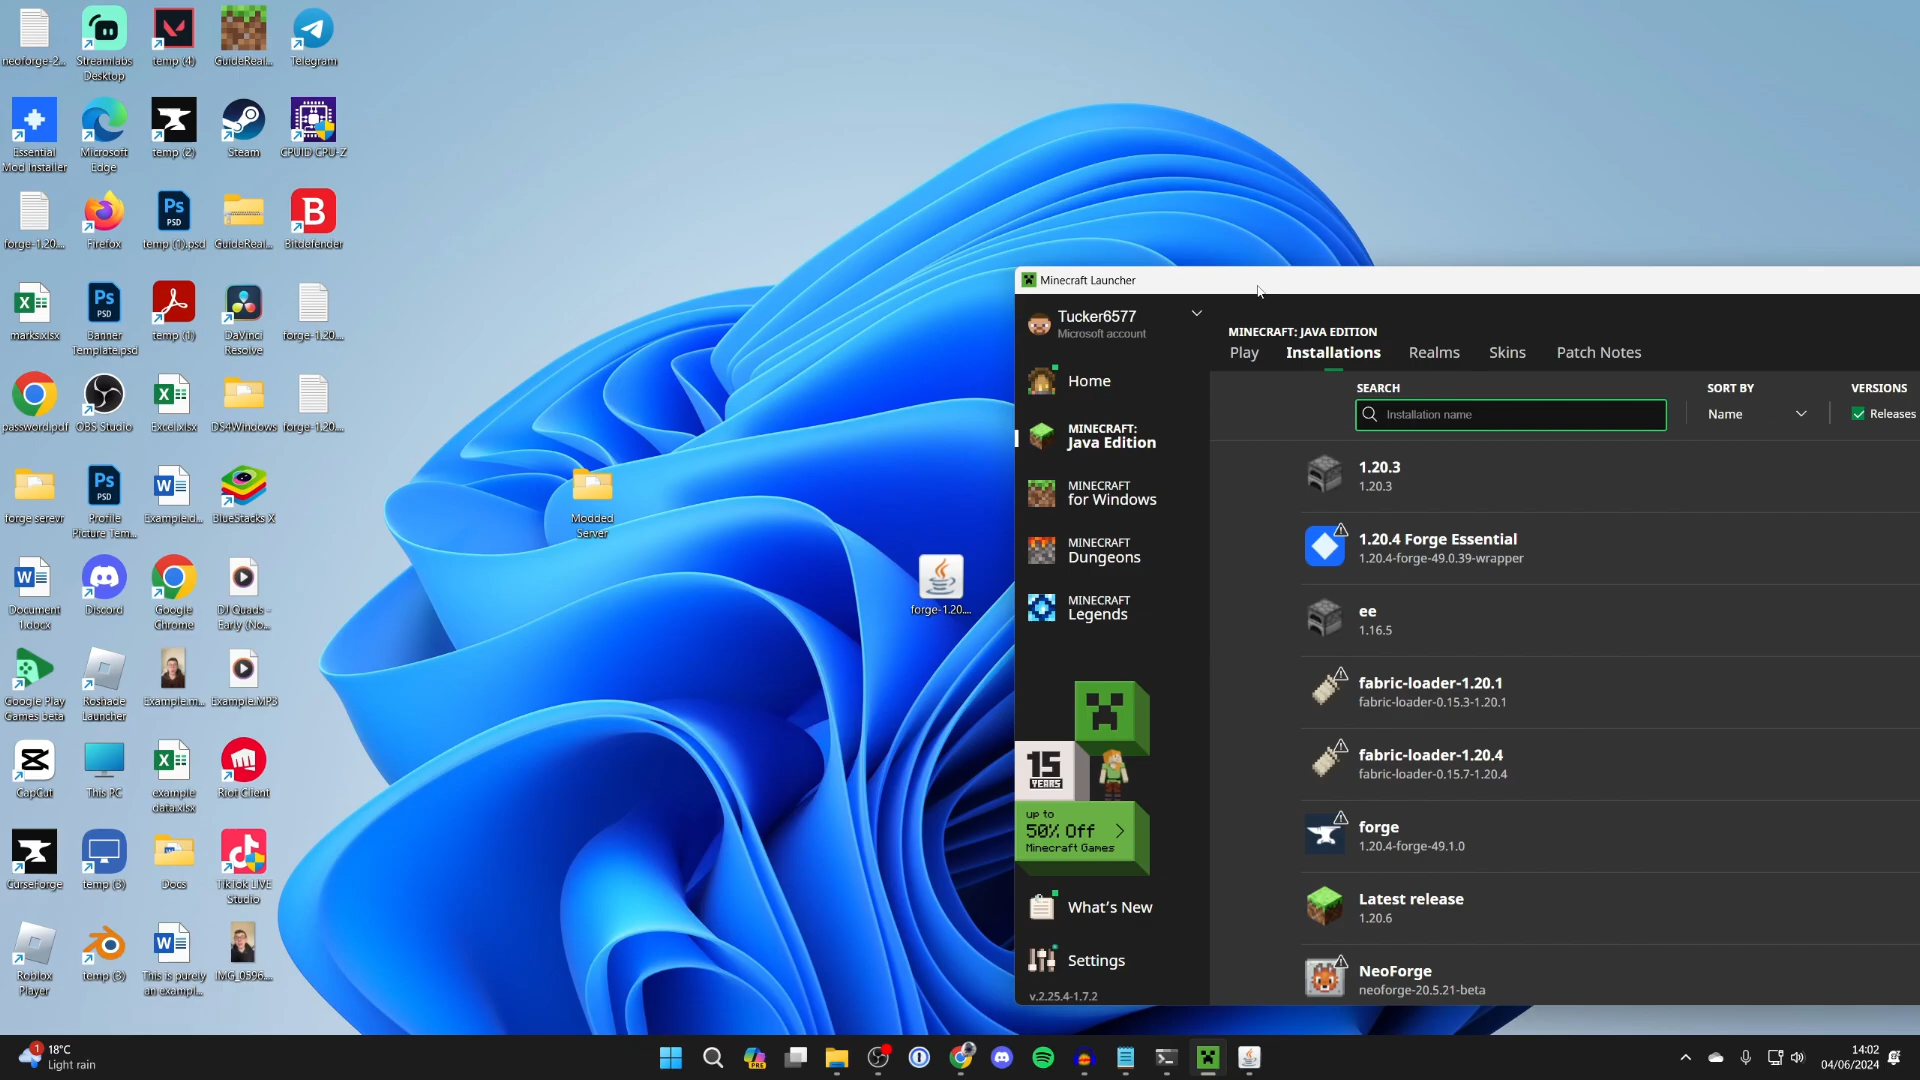 neoforge-2...
Streamlabs
Desktop
temp (4)
GuideReal...
Telegram
Essential
Mod Installer
Microsoft
Edge
temp (2)
Steam
CPUID CPU-Z
PRE
forge-1.20....
Firefox
Ps
PSD
temp (1).psd
GuideReal...
B
Bitdefender
marks.xlsx
Ps
PSD
Banner
Template.psd
temp (1)
DaVinci
Resolve
forge-1.20....
password.pdf
OBS Studio
Excel.xlsx
DS4Windows
forge-1.20....
forge serevr
Ps
PSD
Profile
Picture Tem...
Example.d...
BlueStacks X
Document
1.docx
Discord
Google
Chrome
DJ Quads -
Early (No...
Google Play
Games beta
Roshade
Launcher
Example.m...
Example.MP3
CapCut
This PC
example
data.xlsx
Riot Client
CurseForge
temp (3)
Docs
TikTok LIVE
Studio
Roblox
Player
temp (3)
This is purely
an exampl...
IMG_0596....
Modded
Server
forge-1.20....
Minecraft Launcher
Tucker6577
Microsoft account
Home
MINECRAFT:
Java Edition
MINECRAFT
for Windows
MINECRAFT
Dungeons
MINECRAFT
Legends
15
YEARS
up to
50% Off
Minecraft Games
What's New
Settings
v.2.25.4-1.7.2
MINECRAFT: JAVA EDITION
Play Installations Realms Skins Patch Notes
SEARCH
Installation name
SORT BY
Name
VERSIONS
Releases
1.20.3
1.20.3
1.20.4 Forge Essential
1.20.4-forge-49.0.39-wrapper
ee
1.16.5
fabric-loader-1.20.1
fabric-loader-0.15.3-1.20.1
fabric-loader-1.20.4
fabric-loader-0.15.7-1.20.4
forge
1.20.4-forge-49.1.0
Latest release
1.20.6
NeoForge
neoforge-20.5.21-beta
1
18°C
Light rain
14:02
04/06/2024